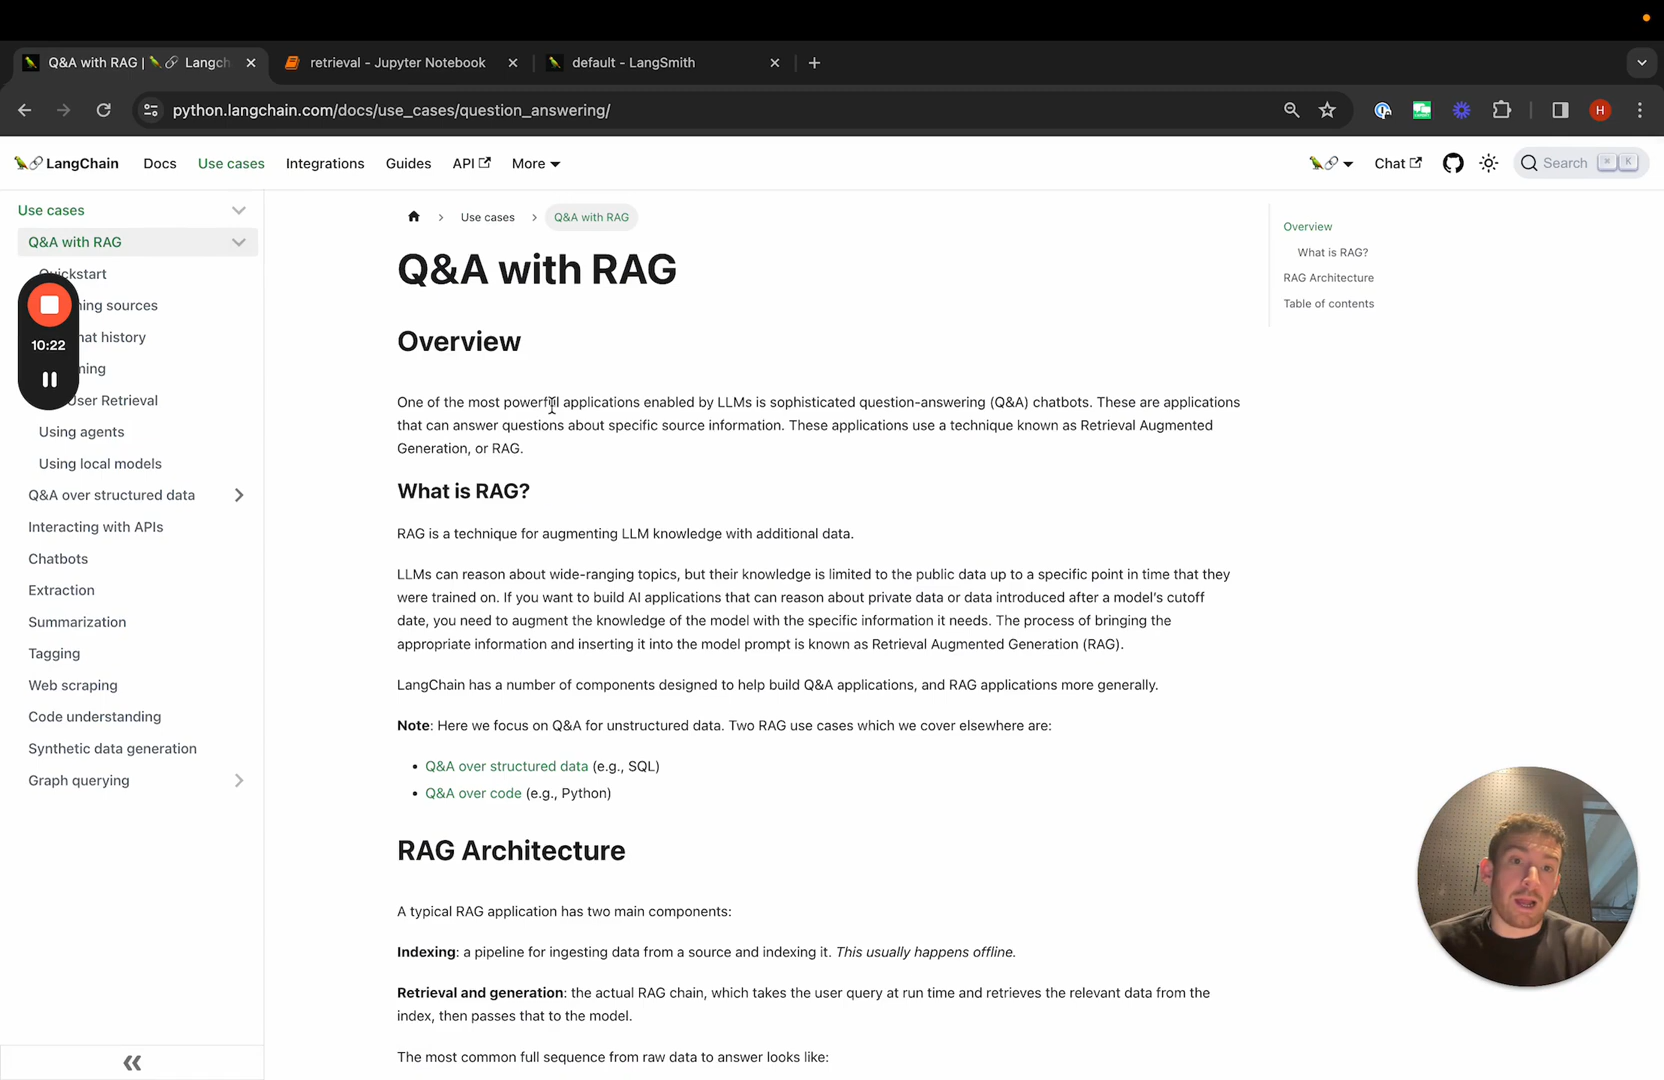 Q&A with RAG | Langch
retrieval - Jupyter Notebook
default - LangSmith
python.langchain.com/docs/use_cases/question_answering/
H
LangChain
Docs
Use cases
Integrations
Guides
API
More
Chat
Search
K
Use cases
Q&A with RAG
Quickstart
ning sources
hat history
ning
User Retrieval
Using agents
Using local models
Q&A over structured data
Interacting with APIs
Chatbots
Extraction
Summarization
Tagging
Web scraping
Code understanding
Synthetic data generation
Graph querying
10:22
Use cases
Q&A with RAG
Q&A with RAG
Overview
One of the most powerful applications enabled by LLMs is sophisticated question-answering (Q&A) chatbots. These are applications
that can answer questions about specific source information. These applications use a technique known as Retrieval Augmented
Generation, or RAG.
What is RAG?
RAG is a technique for augmenting LLM knowledge with additional data.
LLMs can reason about wide-ranging topics, but their knowledge is limited to the public data up to a specific point in time that they
were trained on. If you want to build AI applications that can reason about private data or data introduced after a model's cutoff
date, you need to augment the knowledge of the model with the specific information it needs. The process of bringing the
appropriate information and inserting it into the model prompt is known as Retrieval Augmented Generation (RAG).
LangChain has a number of components designed to help build Q&A applications, and RAG applications more generally.
Note: Here we focus on Q&A for unstructured data. Two RAG use cases which we cover elsewhere are:
• Q&A over structured data (e.g., SQL)
• Q&A over code (e.g., Python)
RAG Architecture
A typical RAG application has two main components:
Indexing: a pipeline for ingesting data from a source and indexing it. This usually happens offline.
Retrieval and generation: the actual RAG chain, which takes the user query at run time and retrieves the relevant data from the
index, then passes that to the model.
The most common full sequence from raw data to answer looks like:
Overview
What is RAG?
RAG Architecture
Table of contents